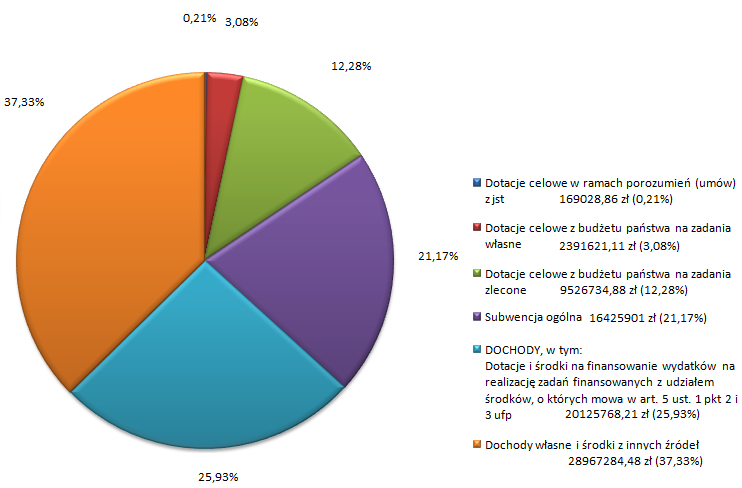 0,21%
3,08%
12,28%
37,33%
21,17%
25,93%
Dotacje celowe w ramach porozumień (umów)
z jst 169028,86 zł (0,21%)
Dotacje celowe z budżetu państwa na zadania
własne 2391621,11 zł (3,08%)
Dotacje celowe z budżetu państwa na zadania
zlecone 9526734,88 zł (12,28%)
Subwencja ogólna 16425901 zł (21,17%)
DOCHODY, w tym:
Dotacje i środki na finansowanie wydatków na
realizację zadań finansowanych z udziałem
środków, o których mowa w art. 5 ust. 1 pkt 2 i
3 ufp 20125768,21 zł (25,93%)
Dochody własne i środki z innych źródeł
28967284,48 zł (37,33%)